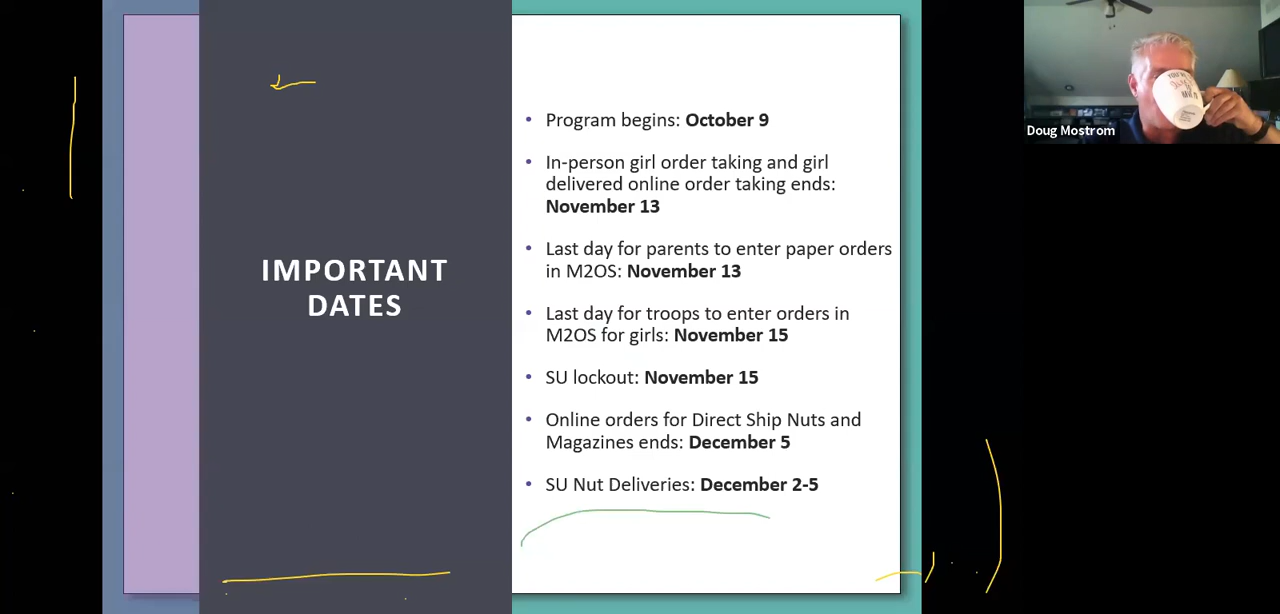 IMPORTANT
DATES
• Program begins: October 9
• In-person girl order taking and girl
delivered online order taking ends:
November 13
• Last day for parents to enter paper orders
in M2OS: November 13
• Last day for troops to enter orders in
M2OS for girls: November 15
• SU lockout: November 15
• Online orders for Direct Ship Nuts and
Magazines ends: December 5
• SU Nut Deliveries: December 2-5
Doug Mostrom